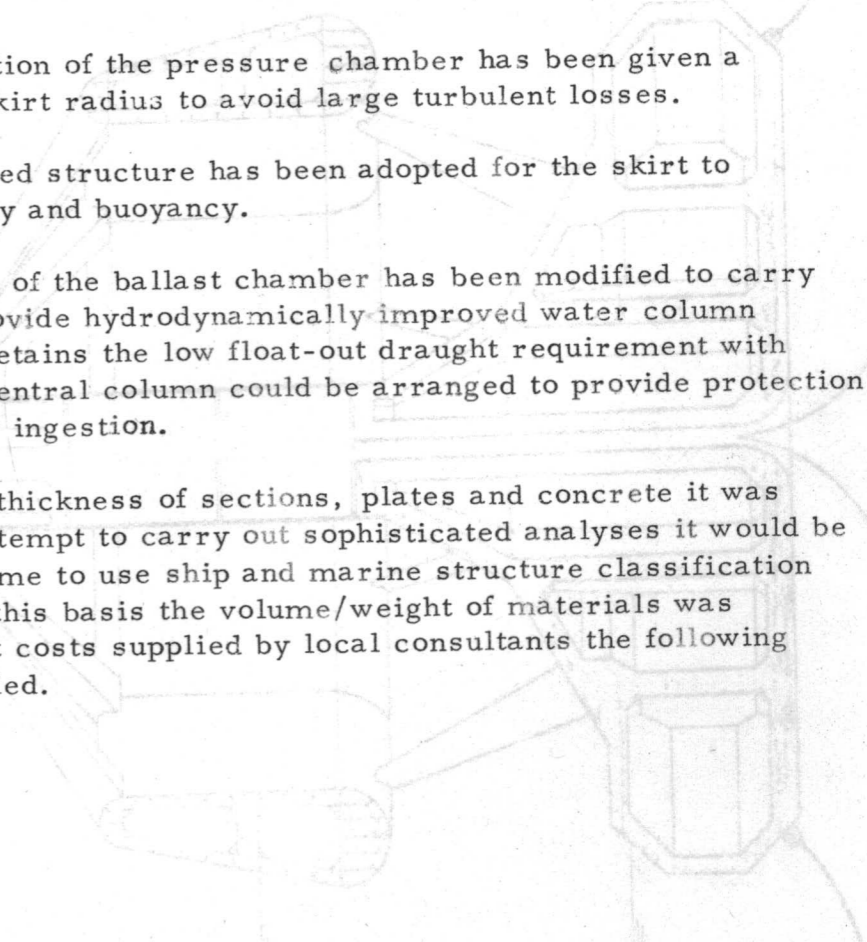 tion of the pressure chamber has been given a
kirt radius to avoid large turbulent losses.
ed structure has been adopted for the skirt to
y and buoyancy.
of the ballast chamber has been modified to carry
ovide hydrodynamically improved water column
etains the low float-out draught requirement with
entral column could be arranged to provide protection
ingestion.
thickness of sections, plates and concrete it was
tempt to carry out sophisticated analyses it would be
me to use ship and marine structure classification
this basis the volume/weight of materials was
t costs supplied by local consultants the following
ed.